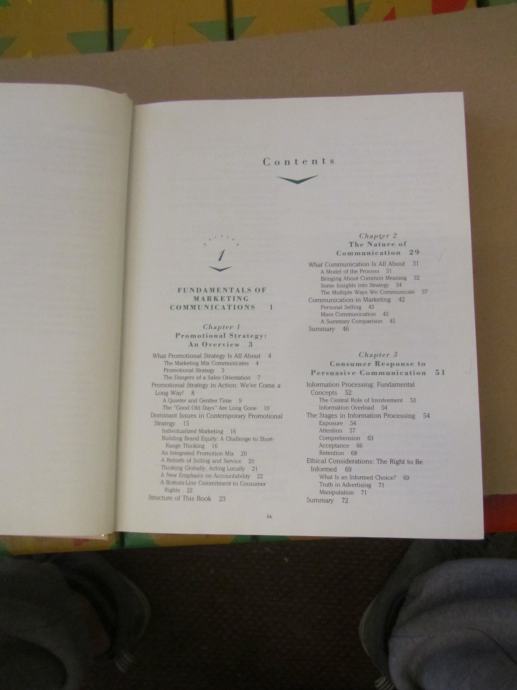 Contents
SECTION
1
FUNDAMENTALS OF
MARKETING
COMMUNICATIONS 1
Chapter 1
Promotional Strategy:
An Overview 3
What Promotional Strategy Is All About 4
The Marketing Mix Communicates 4
Promotional Strategy 5
The Dangers of a Sales Orientation 7
Promotional Strategy in Action: We've Come a
Long Way! 8
A Quieter and Gentler Time 9
The "Good Old Days" Are Long Gone 10
Dominant Issues in Contemporary Promotional
Strategy 15
Individualized Marketing 16
Building Brand Equity: A Challenge to Short-
Range Thinking 16
An Integrated Promotion Mix 20
A Rebirth of Selling and Service 20
Thinking Globally, Acting Locally 21
A New Emphasis on Accountability 22
A Bottom-Line Commitment to Consumer
Rights 22
Structure of This Book 23
Chapter 2
The Nature of
Communication 29
What Communication Is All About 31
A Model of the Process 31
Bringing About Common Meaning 32
Some Insights into Strategy 34
The Multiple Ways We Communicate 37
Communication in Marketing 42
Personal Selling 43
Mass Communication 43
A Summary Comparison 45
Summary 46
Chapter 3
Consumer Response to
Persuasive Communication 51
Information Processing: Fundamental
Concepts 52
The Central Role of Involvement 53
Information Overload 54
The Stages in Information Processing 54
Exposure 54
Attention 57
Comprehension 63
Acceptance 66
Retention 68
Ethical Considerations: The Right to Be
Informed 69
What Is an Informed Choice? 69
Truth in Advertising 71
Manipulation 71
Summary 72